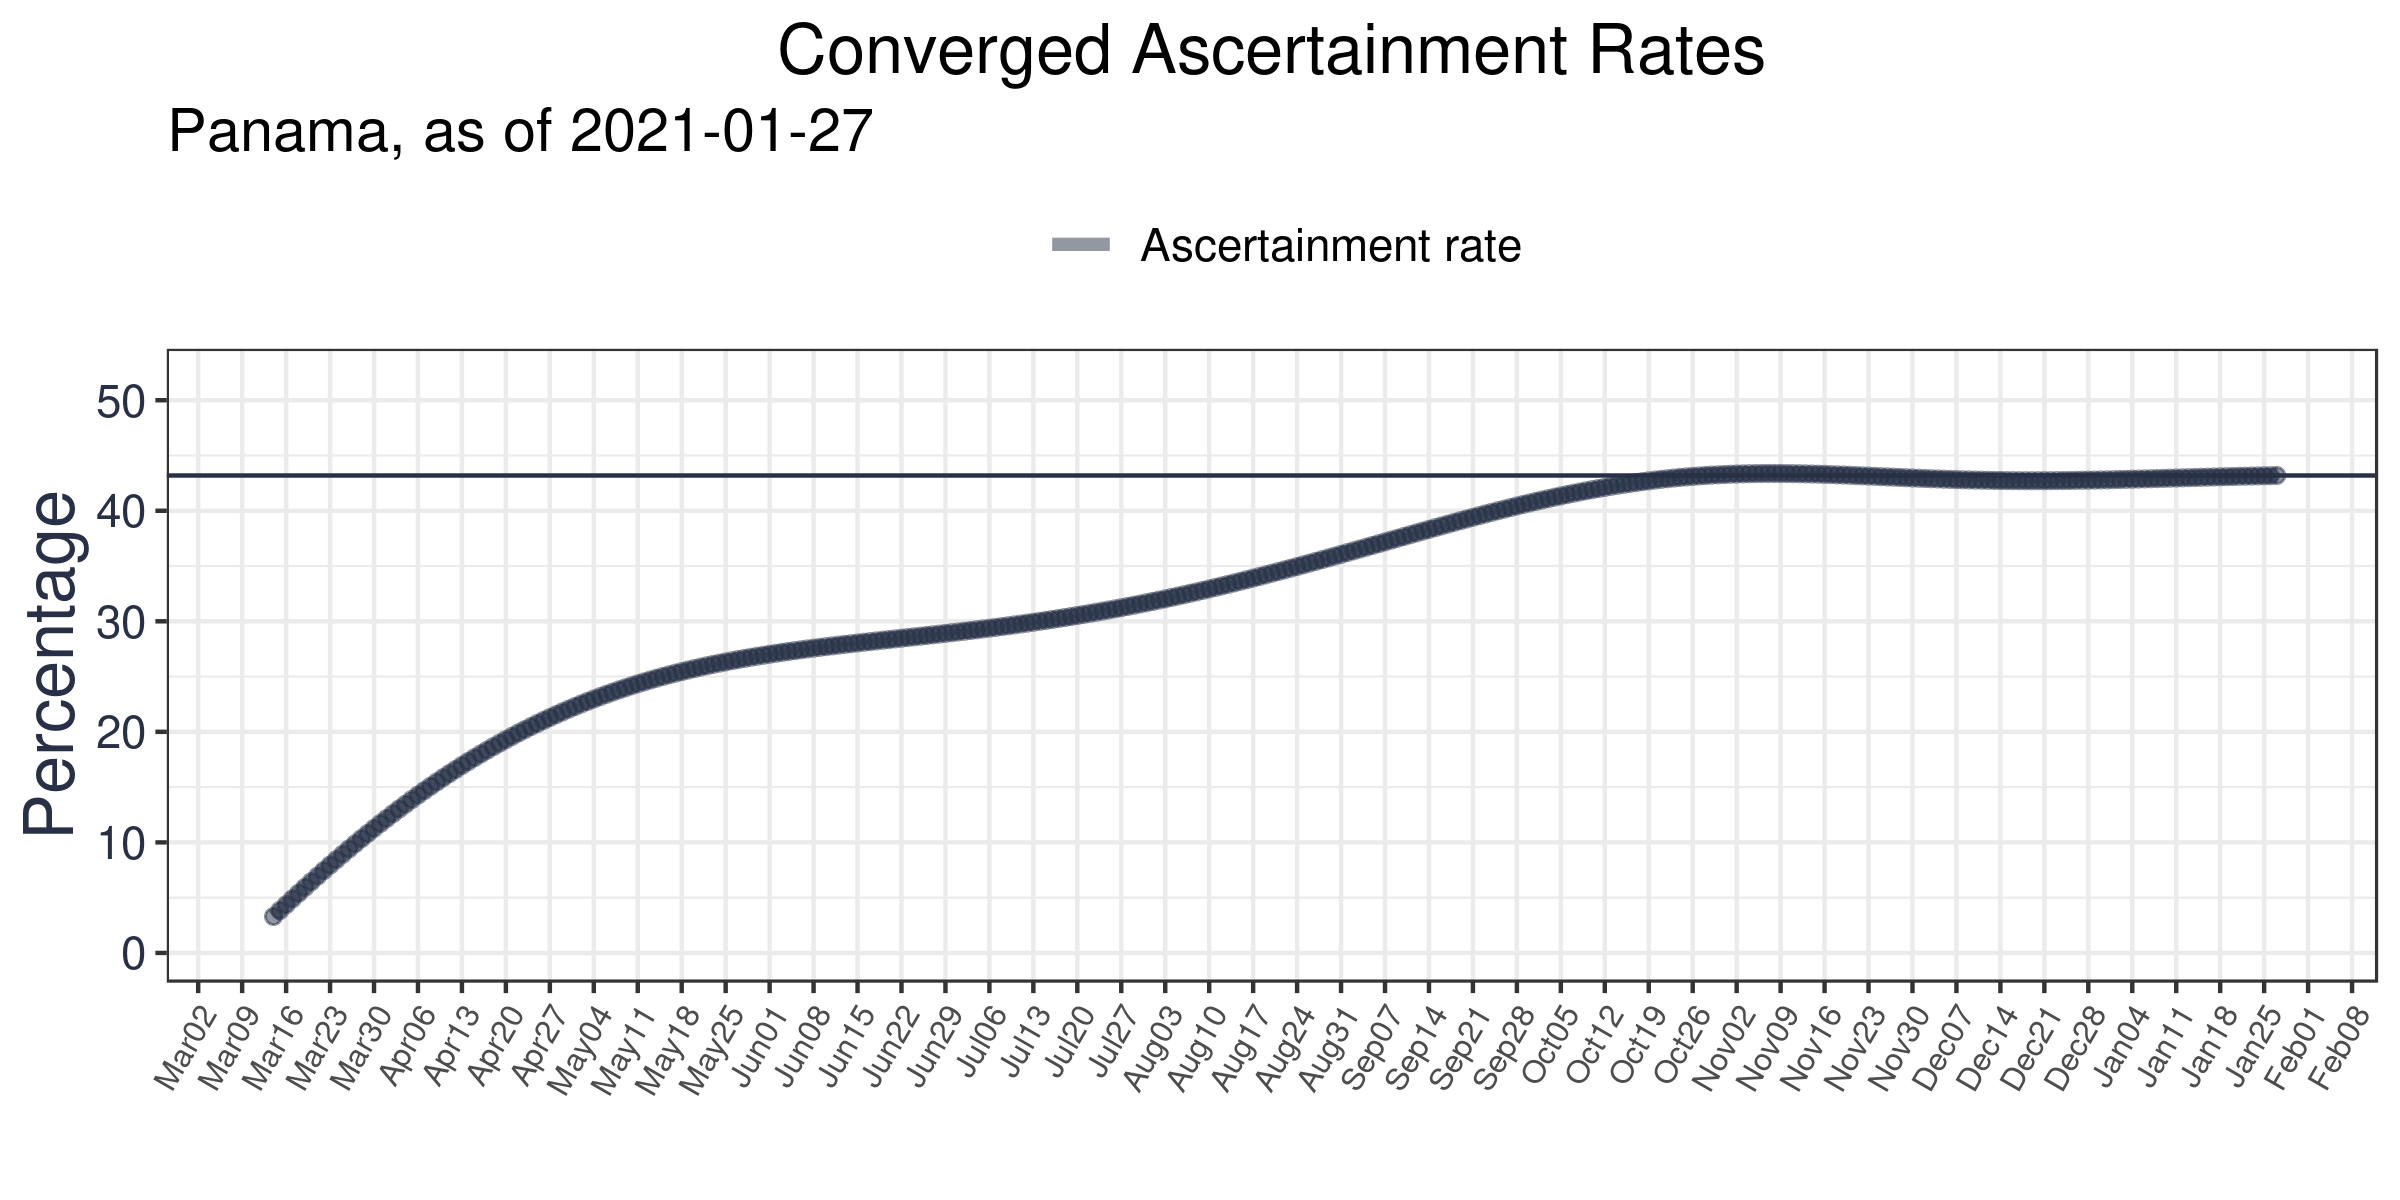 Converged Ascertainment Rates
Panama, as of 2021-01-27
Ascertainment rate
Percentage
50
40
30
20
10
0
Mar02
Mar09
Mar16
Mar23
Mar30
Apr06
Apr13
Apr20
Apr27
May04
May11
May18
May25
Jun01
Jun08
Jun15
Jun22
Jun29
Jul06
Jul13
Jul20
Jul27
Aug03
Aug10
Aug17
Aug24
Aug31
Sep07
Sep14
Sep21
Sep28
Oct05
Oct12
Oct19
Oct26
Nov02
Nov09
Nov16
Nov23
Nov30
Dec07
Dec14
Dec21
Dec28
Jan04
Jan11
Jan18
Jan25
Feb01
Feb08